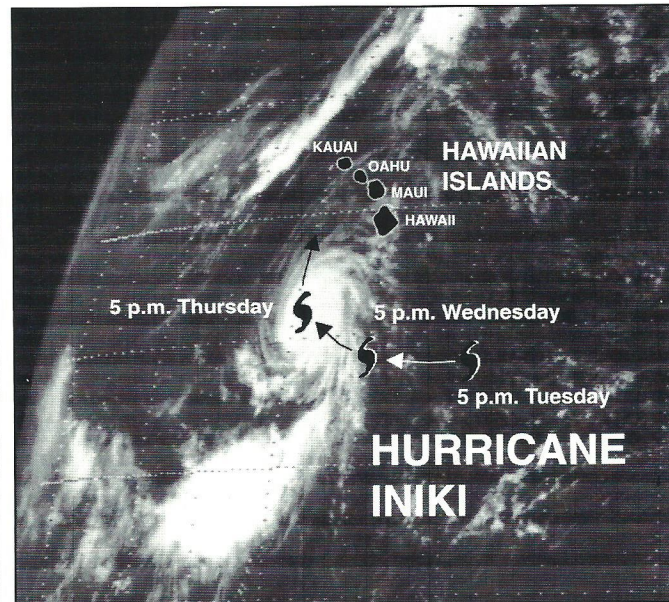 KAUAI
OAHU
MAUI
HAWAII
HAWAIIAN
ISLANDS
5 p.m. Thursday
5 p.m. Wednesday
5 p.m. Tuesday
HURRICANE
INIKI